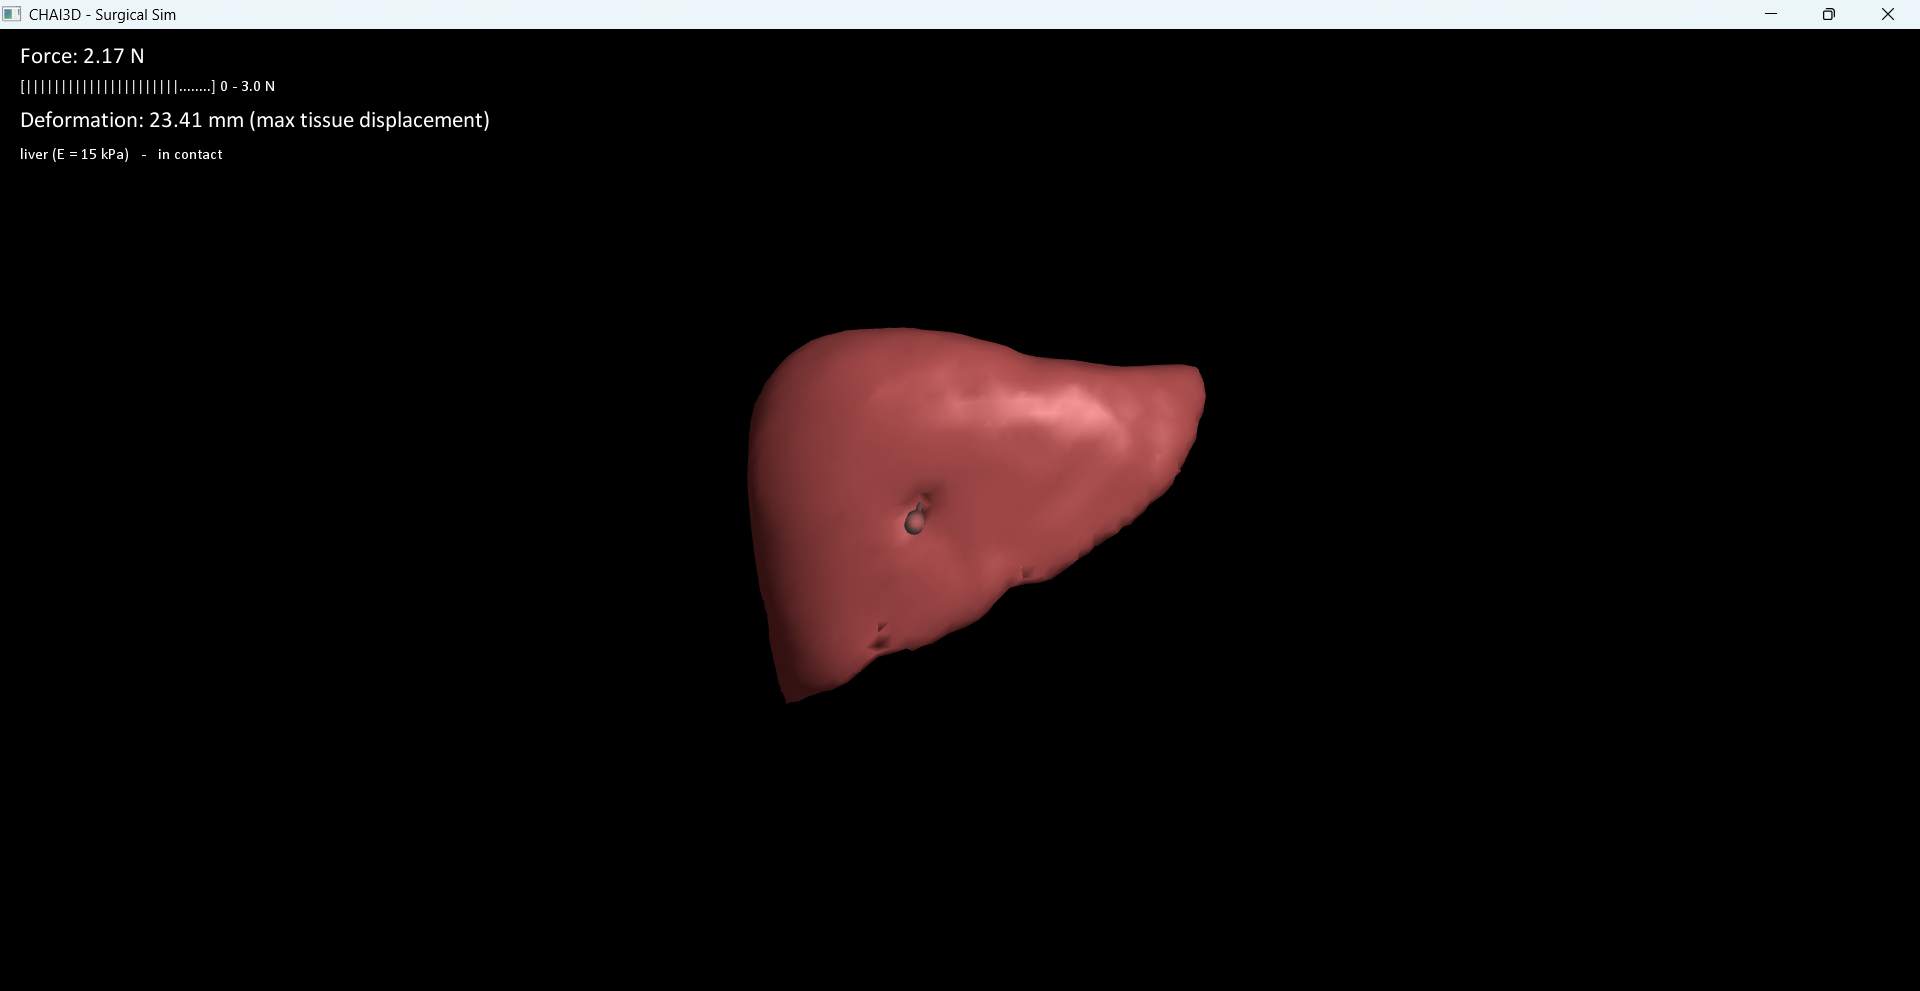 CHAI3D - Surgical Sim
Force: 2.17 N
[||||||||||||||||||||||........] 0 - 3.0 N
Deformation: 23.41 mm (max tissue displacement)
liver (E = 15 kPa)   -   in contact